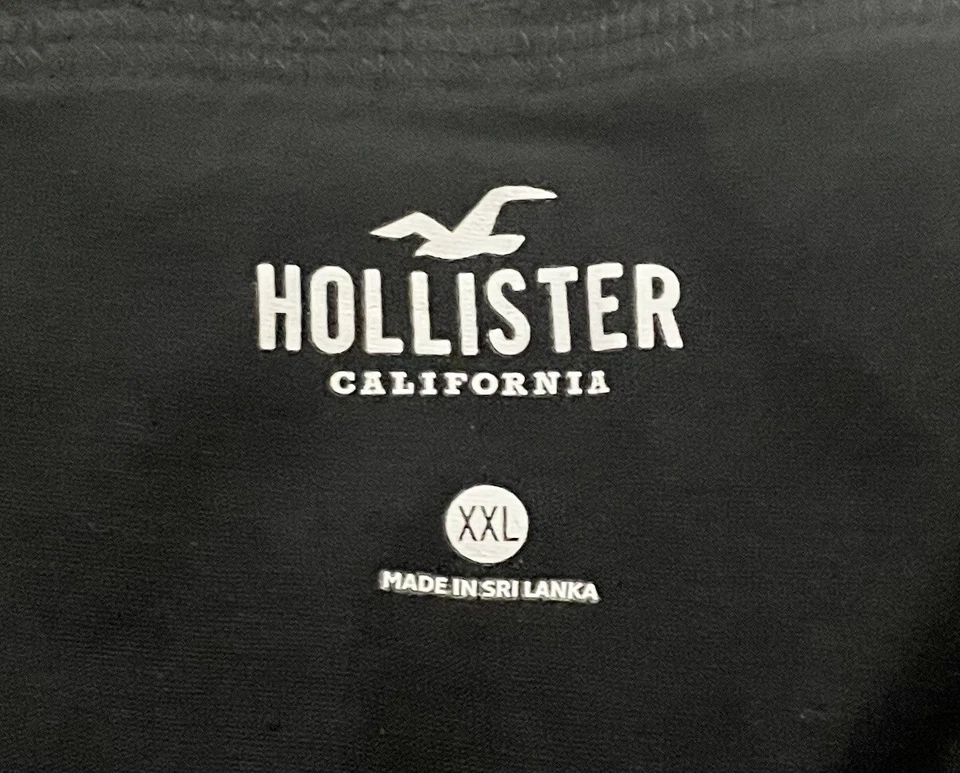 HOLLISTER
CALIFORNIA
XXL
MADE IN SRI LANKA